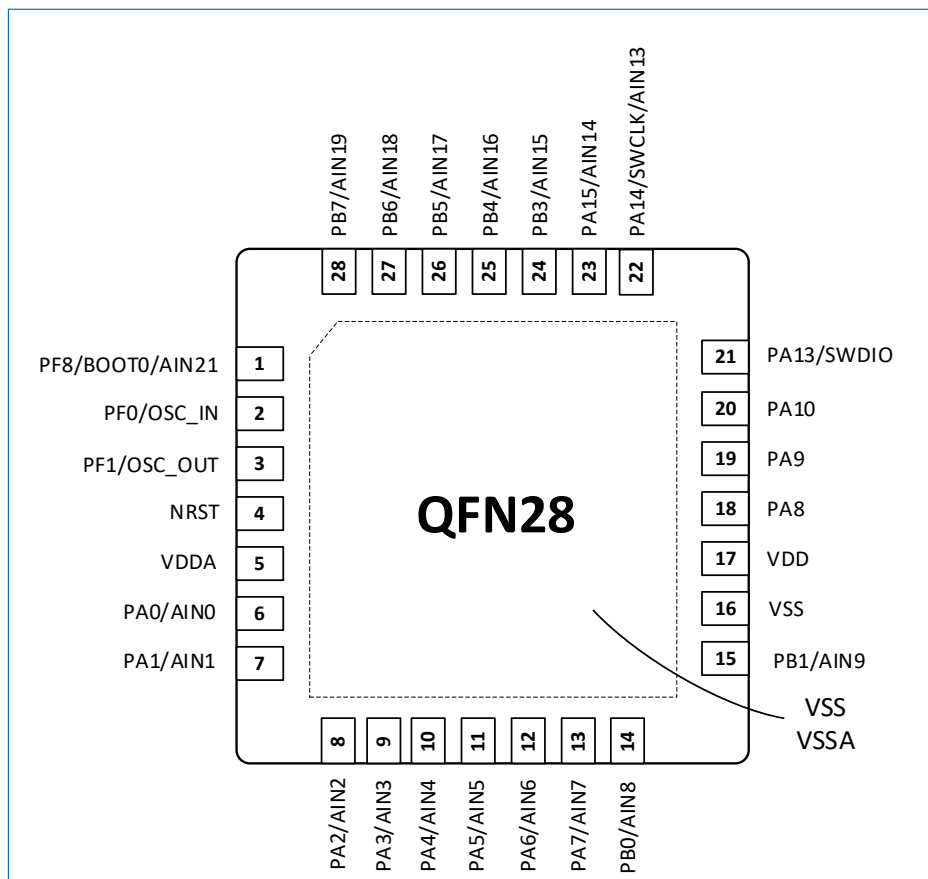 PB7/AIN19
PB6/AIN18
PB5/AIN17
PB4/AIN16
PB3/AIN15
PA15/AIN14
PA14/SWCLK/AIN13
28
27
26
25
24
23
22
PF8/BOOT0/AIN21
1
PF0/OSC_IN
2
PF1/OSC_OUT
3
NRST
4
VDDA
5
PA0/AIN0
6
PA1/AIN1
7
QFN28
21
PA13/SWDIO
20
PA10
19
PA9
18
PA8
17
VDD
16
VSS
15
PB1/AIN9
VSS
VSSA
8
9
10
11
12
13
14
PA2/AIN2
PA3/AIN3
PA4/AIN4
PA5/AIN5
PA6/AIN6
PA7/AIN7
PB0/AIN8